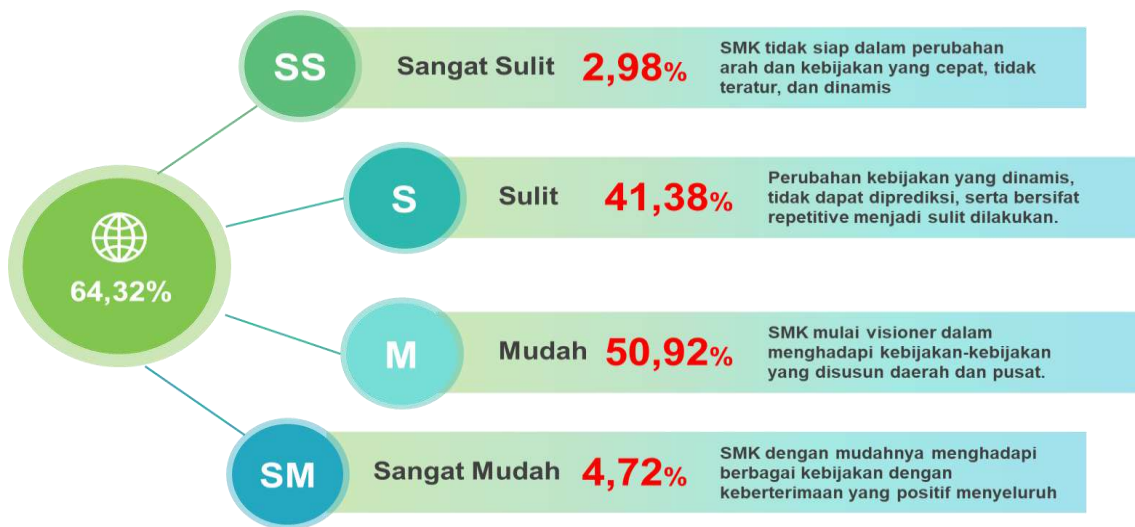 SS
Sangat Sulit 2,98%
SMK tidak siap dalam perubahan
arah dan kebijakan yang cepat, tidak
teratur, dan dinamis
S
Sulit 41,38%
Perubahan kebijakan yang dinamis,
tidak dapat diprediksi, serta bersifat
repetitive menjadi sulit dilakukan.
64,32%
M
Mudah 50,92%
SMK mulai visioner dalam
menghadapi kebijakan-kebijakan
yang disusun daerah dan pusat.
SM
Sangat Mudah 4,72%
SMK dengan mudahnya menghadapi
berbagai kebijakan dengan
keberterimaan yang positif menyeluruh